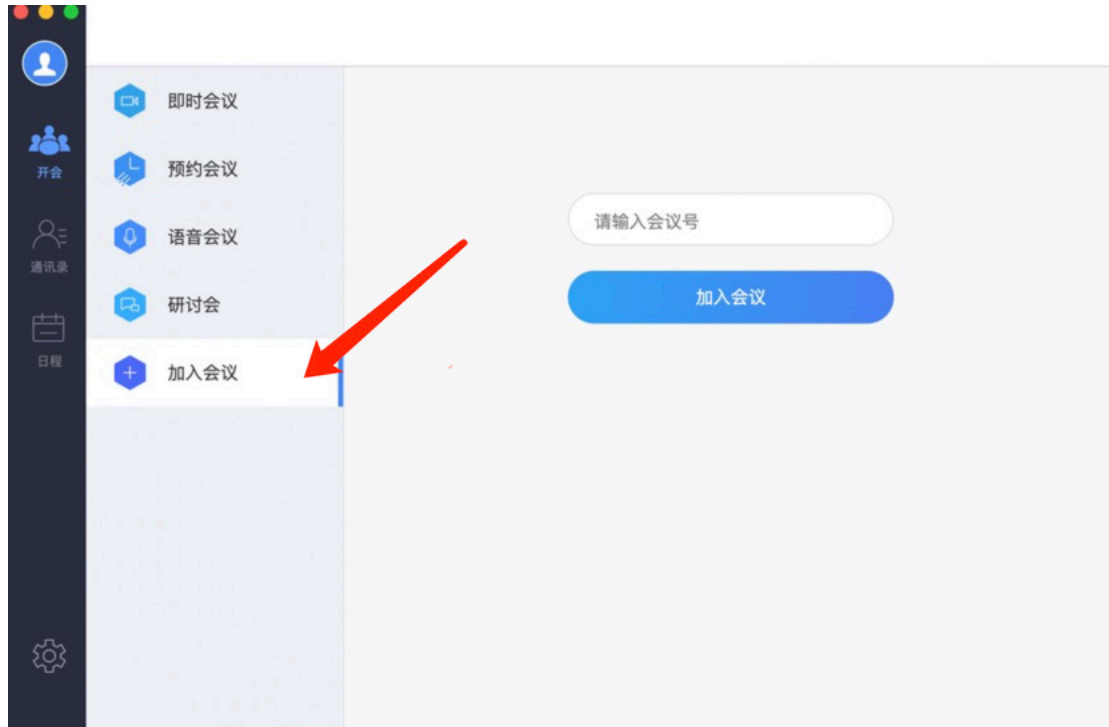 开会
通讯录
日程
即时会议
预约会议
语音会议
研讨会
加入会议
请输入会议号
加入会议